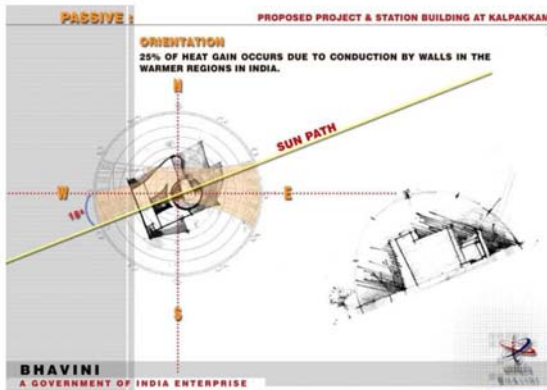 PASSIVE :
PROPOSED PROJECT & STATION BUILDING AT KALPAKKAM
ORIENTATION
25% OF HEAT GAIN OCCURS DUE TO CONDUCTION BY WALLS IN THE
WARMER REGIONS IN INDIA.
N
SUN PATH
W
E
18°
S
BHAVINI
A GOVERNMENT OF INDIA ENTERPRISE